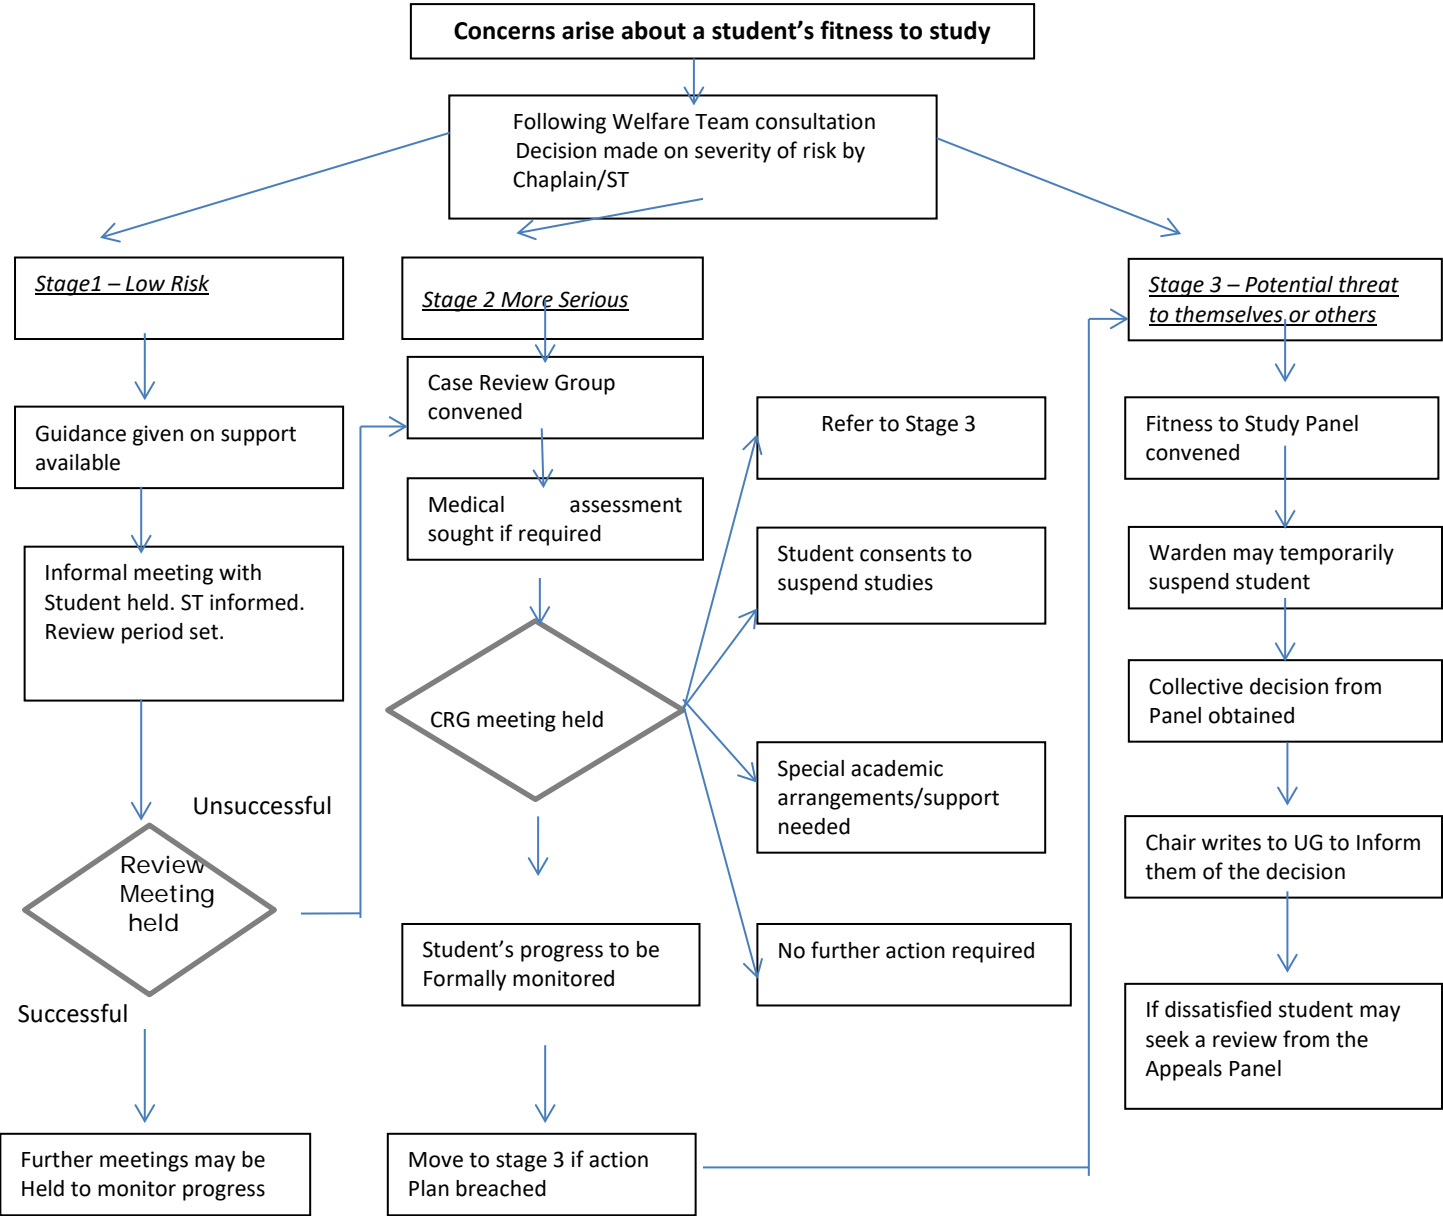 Concerns arise about a student’s fitness to study
Following Welfare Team consultation
Decision made on severity of risk by
Chaplain/ST
Stage1 – Low Risk
Guidance given on support
available
Informal meeting with
Student held. ST informed.
Review period set.
Unsuccessful
Review
Meeting
held
Successful
Further meetings may be
Held to monitor progress
Stage 2 More Serious
Case Review Group
convened
Medical assessment
sought if required
CRG meeting held
Student’s progress to be
Formally monitored
Move to stage 3 if action
Plan breached
Refer to Stage 3
Student consents to
suspend studies
Special academic
arrangements/support
needed
No further action required
Stage 3 – Potential threat
to themselves or others
Fitness to Study Panel
convened
Warden may temporarily
suspend student
Collective decision from
Panel obtained
Chair writes to UG to Inform
them of the decision
If dissatisfied student may
seek a review from the
Appeals Panel